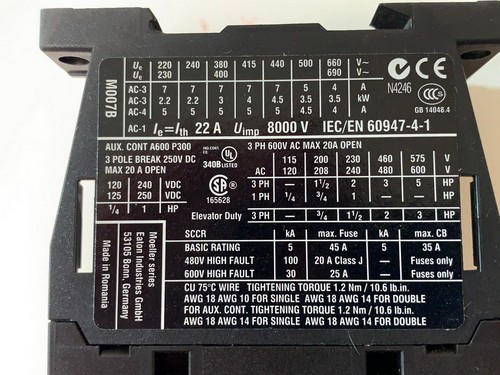 M007B
Ue 220 240 380 415 440 500 660 V~
Ue 230 400 690 V~
AC-3 7 7 7 7 7 5 3.5 A
AC-3 2.2 2.2 3 4 4.5 3.5 3.5 kW
AC-4 5 5 5 5 5 4.5 4 A
AC-1 Ie=Ith 22 A Uimp 8000 V IEC/EN 60947-4-1
N4246
CCC
GB 14048.4
AUX. CONT A600 P300
3 POLE BREAK 250V DC
MAX 20 A OPEN
120 240 VDC
125 250 VDC
1/4 1 HP
IND.CONT. EQ.
340B LISTED
UL
SA
165628
3 PH 600V AC MAX 20A OPEN
115 200 230 460 575 V
AC 120 208 240 480 600 V
3 PH — 1 1/2 2 3 5 HP
1 PH 1/4 3/4 1 — — HP
Elevator Duty 3 PH — 3/4 1 1/2 2 3 HP
SCCR kA max. Fuse kA max. CB
BASIC RATING 5 45 A 5 35 A
480V HIGH FAULT 100 20 A Class J — Fuses only
600V HIGH FAULT 30 25 A — Fuses only
CU 75°C WIRE TIGHTENING TORQUE 1.2 Nm / 10.6 lb.in.
AWG 18 AWG 10 FOR SINGLE AWG 18 AWG 14 FOR DOUBLE
FOR AUX. CONT. TIGHTENING TORQUE 1.2 Nm / 10.6 lb.in.
AWG 18 AWG 14 FOR SINGLE AWG 18 AWG 14 FOR DOUBLE
Moeller series
Eaton Industries GmbH
53105 Bonn, Germany
Made in Romania